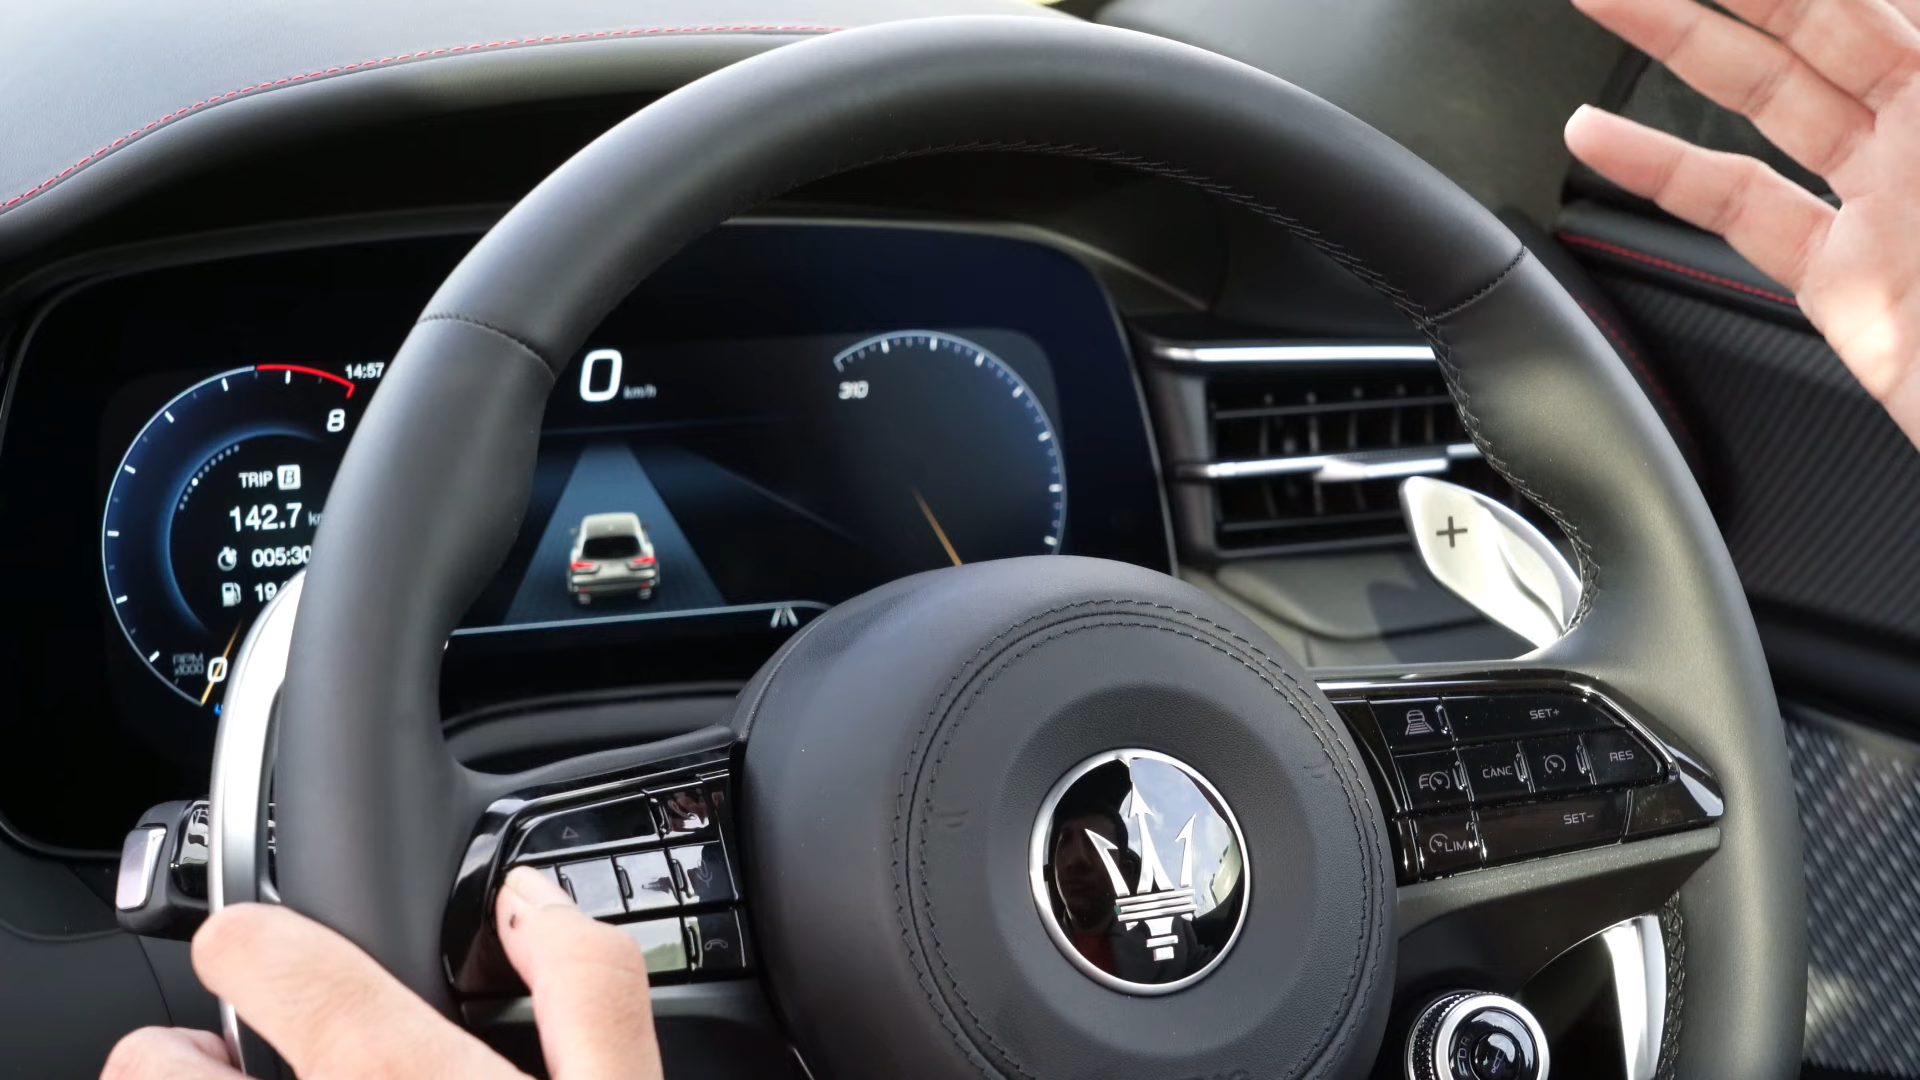 14:57
8
0 km/h
310
TRIP B
142.7
005:30
19
RPM
x1000
0
+
SET+
CANC
RES
SET-
LIM